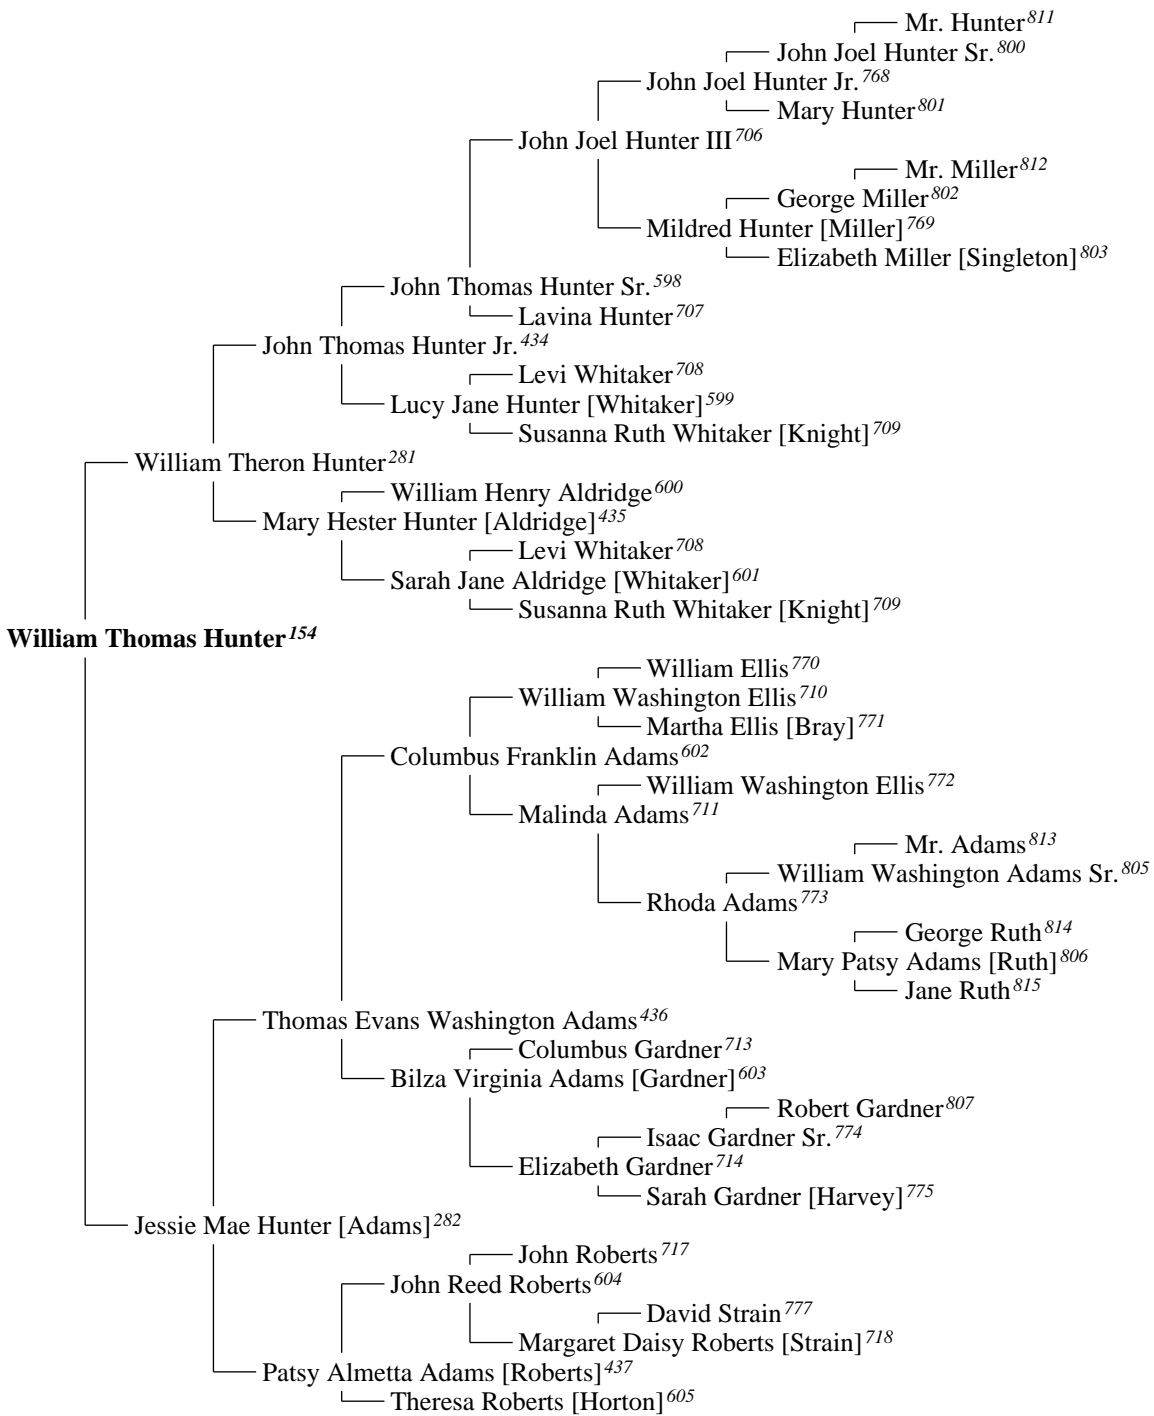 Mr. Hunter811
John Joel Hunter Sr.800
John Joel Hunter Jr.768
Mary Hunter801
John Joel Hunter III706
Mr. Miller812
George Miller802
Mildred Hunter [Miller]769
Elizabeth Miller [Singleton]803
John Thomas Hunter Sr.598
Lavina Hunter707
John Thomas Hunter Jr.434
Levi Whitaker708
Lucy Jane Hunter [Whitaker]599
Susanna Ruth Whitaker [Knight]709
William Theron Hunter281
William Henry Aldridge600
Mary Hester Hunter [Aldridge]435
Levi Whitaker708
Sarah Jane Aldridge [Whitaker]601
Susanna Ruth Whitaker [Knight]709
William Thomas Hunter154
William Ellis770
William Washington Ellis710
Martha Ellis [Bray]771
Columbus Franklin Adams602
William Washington Ellis772
Malinda Adams711
Mr. Adams813
William Washington Adams Sr.805
Rhoda Adams773
George Ruth814
Mary Patsy Adams [Ruth]806
Jane Ruth815
Thomas Evans Washington Adams436
Columbus Gardner713
Bilza Virginia Adams [Gardner]603
Robert Gardner807
Isaac Gardner Sr.774
Elizabeth Gardner714
Sarah Gardner [Harvey]775
Jessie Mae Hunter [Adams]282
John Roberts717
John Reed Roberts604
David Strain777
Margaret Daisy Roberts [Strain]718
Patsy Almetta Adams [Roberts]437
Theresa Roberts [Horton]605